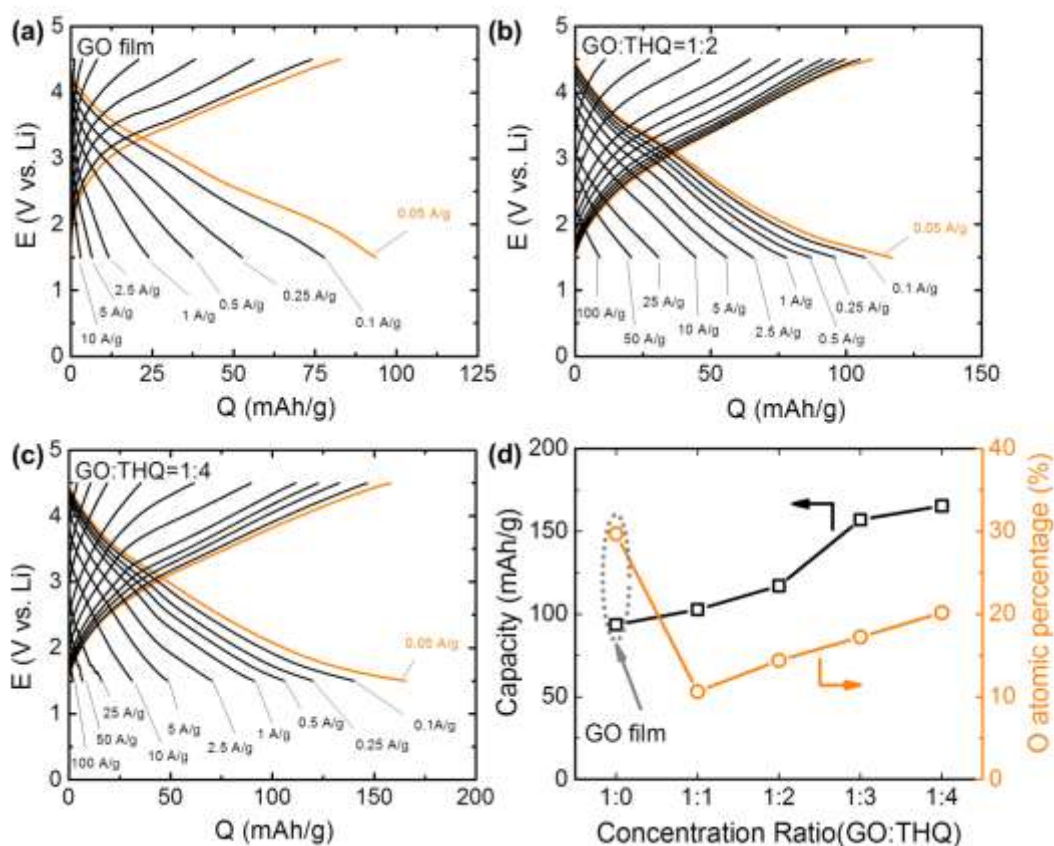 (a)
GO film
5
4
3
2
1
0
E (V vs. Li)
0.05 A/g
0.1 A/g
0.25 A/g
0.5 A/g
1 A/g
2.5 A/g
5 A/g
10 A/g
0 25 50 75 100 125
Q (mAh/g)
(b)
GO:THQ=1:2
5
4
3
2
1
0
E (V vs. Li)
0.05 A/g
0.1 A/g
0.25 A/g
0.5 A/g
1 A/g
2.5 A/g
5 A/g
10 A/g
25 A/g
50 A/g
100 A/g
0 50 100 150
Q (mAh/g)
(c)
GO:THQ=1:4
5
4
3
2
1
0
E (V vs. Li)
0.05 A/g
0.1A/g
0.25 A/g
0.5 A/g
1 A/g
2.5 A/g
5 A/g
10 A/g
25 A/g
50 A/g
100 A/g
0 50 100 150 200
Q (mAh/g)
(d)
200
150
100
50
0
Capacity (mAh/g)
GO film
40
30
20
10
0
O atomic percentage (%)
1:0 1:1 1:2 1:3 1:4
Concentration Ratio(GO:THQ)